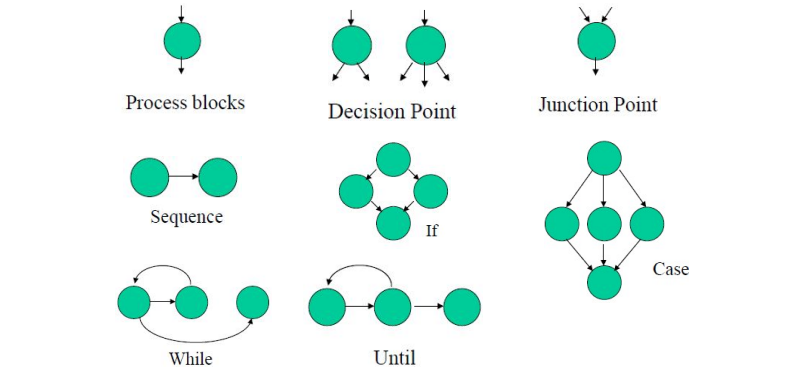 Process blocks
Decision Point
Junction Point
Sequence
If
Case
While
Until